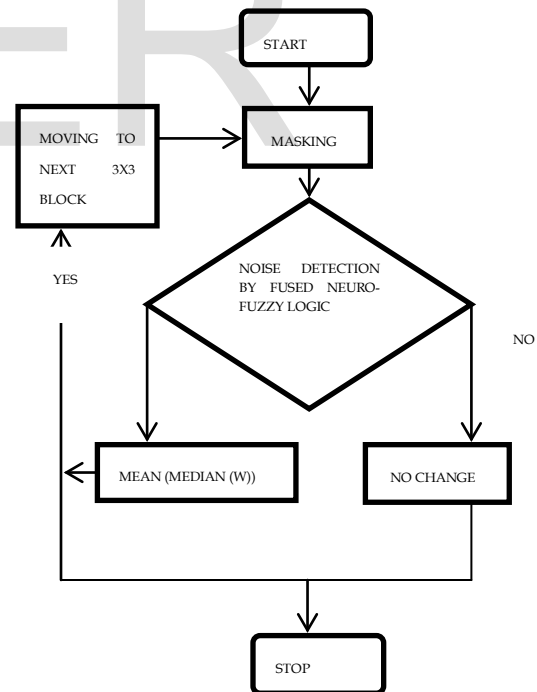 ER
START
MOVING TO
NEXT 3X3
BLOCK
MASKING
YES
NOISE DETECTION
BY FUSED NEURO-
FUZZY LOGIC
NO
MEAN (MEDIAN (W))
NO CHANGE
STOP